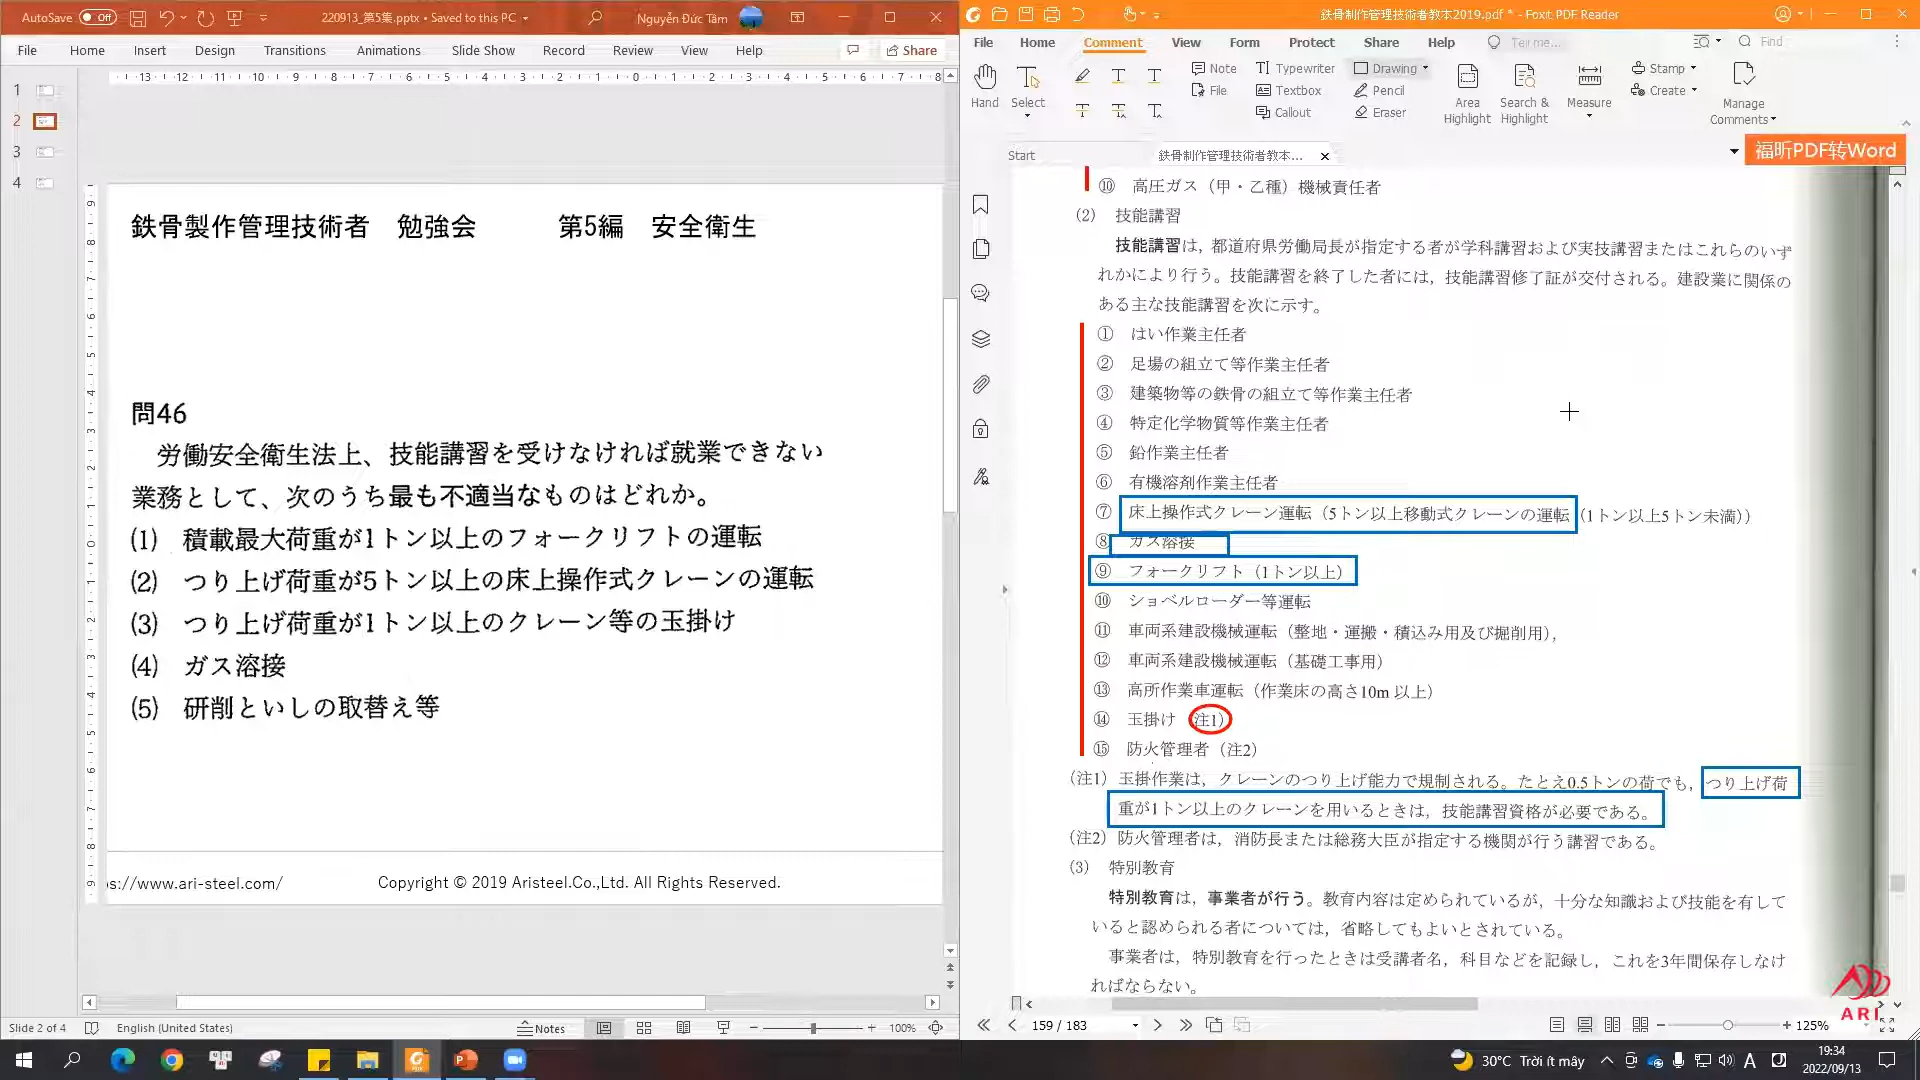 AutoSave Off 220913_第5集.pptx • Saved to this PC Nguyễn Đức Tâm
File Home Insert Design Transitions Animations Slide Show Record Review View Help Share
1
2
3
4
鉄骨製作管理技術者 勉強会 第5編 安全衛生
問46
労働安全衛生法上、技能講習を受けなければ就業できない
業務として、次のうち最も不適当なものはどれか。
(1) 積載最大荷重が1トン以上のフォークリフトの運転
(2) つり上げ荷重が5トン以上の床上操作式クレーンの運転
(3) つり上げ荷重が1トン以上のクレーン等の玉掛け
(4) ガス溶接
(5) 研削といしの取替え等
s://www.ari-steel.com/ Copyright © 2019 Aristeel.Co.,Ltd. All Rights Reserved.
Slide 2 of 4 English (United States) Notes 100%
鉄骨制作管理技術者教本2019.pdf * - Foxit PDF Reader
File Home Comment View Form Protect Share Help Tell me... Find
Hand
Select
Note
File
Typewriter
Textbox
Callout
Drawing
Pencil
Eraser
Area Highlight
Search & Highlight
Measure
Stamp
Create
Manage Comments
Start 鉄骨制作管理技術者教本... 福昕PDF转Word
⑩ 高圧ガス（甲・乙種）機械責任者
(2) 技能講習
技能講習は，都道府県労働局長が指定する者が学科講習および実技講習またはこれらのいず
れかにより行う。技能講習を終了した者には，技能講習修了証が交付される。建設業に関係の
ある主な技能講習を次に示す。
① はい作業主任者
② 足場の組立て等作業主任者
③ 建築物等の鉄骨の組立て等作業主任者
④ 特定化学物質等作業主任者
⑤ 鉛作業主任者
⑥ 有機溶剤作業主任者
⑦ 床上操作式クレーン運転（5トン以上移動式クレーンの運転（1トン以上5トン未満））
⑧ ガス溶接
⑨ フォークリフト（1トン以上）
⑩ ショベルローダー等運転
⑪ 車両系建設機械運転（整地・運搬・積込み用及び掘削用），
⑫ 車両系建設機械運転（基礎工事用）
⑬ 高所作業車運転（作業床の高さ10m 以上）
⑭ 玉掛け 注1）
⑮ 防火管理者（注2）
（注1）玉掛作業は，クレーンのつり上げ能力で規制される。たとえ0.5トンの荷でも，つり上げ荷
重が1トン以上のクレーンを用いるときは，技能講習資格が必要である。
（注2）防火管理者は，消防長または総務大臣が指定する機関が行う講習である。
(3) 特別教育
特別教育は，事業者が行う。教育内容は定められているが，十分な知識および技能を有して
いると認められる者については，省略してもよいとされている。
事業者は，特別教育を行ったときは受講者名，科目などを記録し，これを3年間保存しなけ
ればならない。
ARI
159 / 183 125%
30°C Trời ít mây A 19:34
2022/09/13